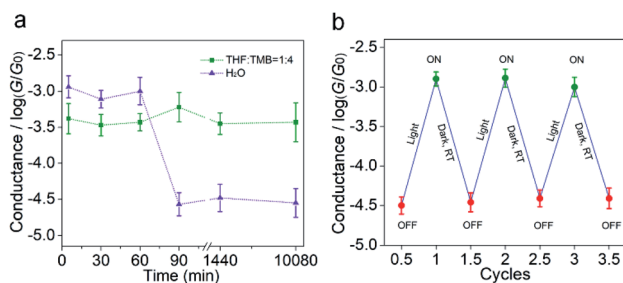 a
Conductance / log(G/G0)
-2.5
-3.0
-3.5
-4.0
-4.5
-5.0
THF:TMB=1:4
H₂O
0 30 60 90 1440 10080
Time (min)
b
Conductance / log(G/G0)
-2.5
-3.0
-3.5
-4.0
-4.5
-5.0
ON ON ON
Light Dark, RT Light Dark, RT Light Dark, RT
OFF OFF OFF OFF
0.5 1 1.5 2 2.5 3 3.5
Cycles